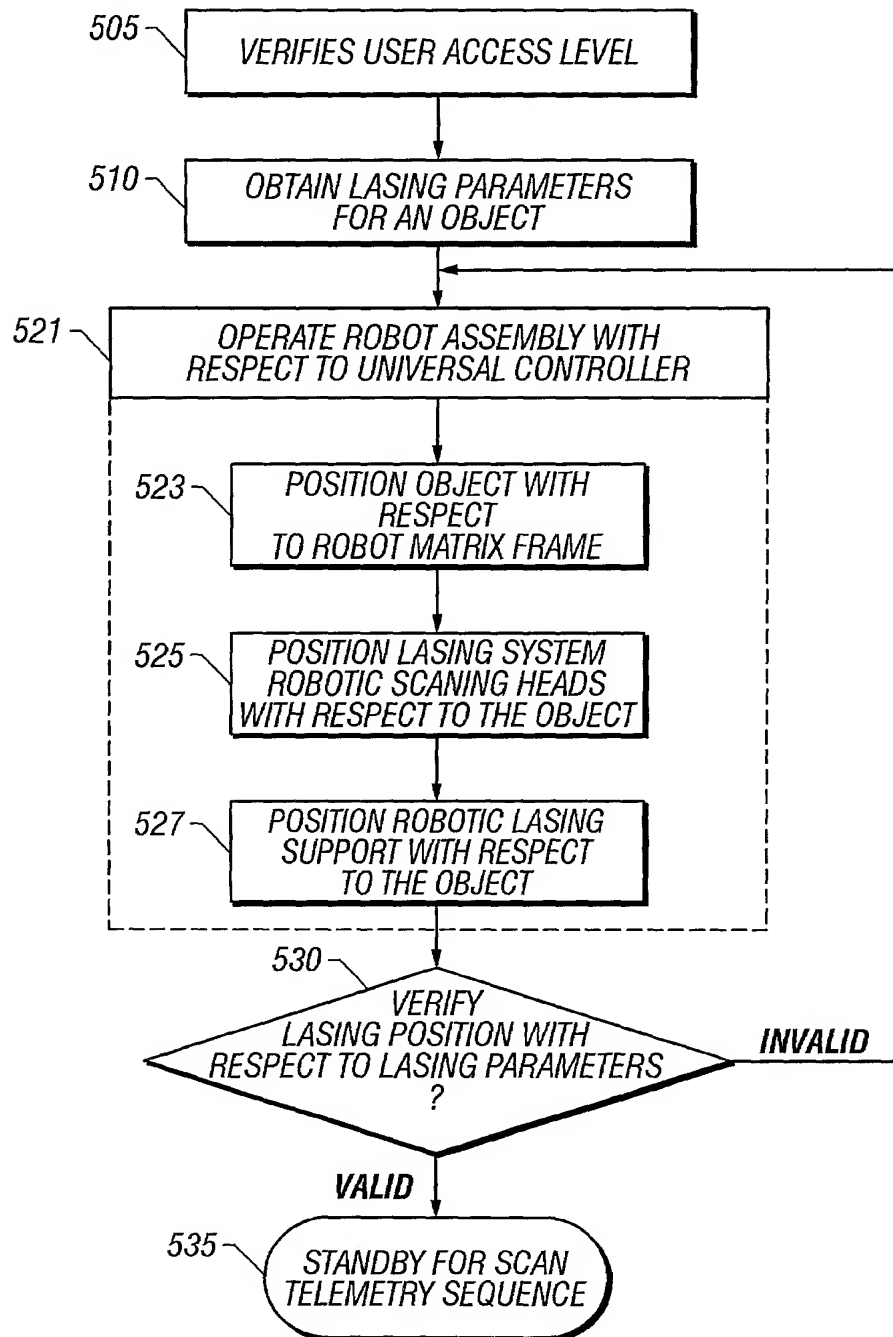 505
VERIFIES USER ACCESS LEVEL
510
OBTAIN LASING PARAMETERS
FOR AN OBJECT
521
OPERATE ROBOT ASSEMBLY WITH
RESPECT TO UNIVERSAL CONTROLLER
523
POSITION OBJECT WITH
RESPECT
TO ROBOT MATRIX FRAME
525
POSITION LASING SYSTEM
ROBOTIC SCANING HEADS
WITH RESPECT TO THE OBJECT
527
POSITION ROBOTIC LASING
SUPPORT WITH RESPECT
TO THE OBJECT
530
VERIFY
LASING POSITION WITH
RESPECT TO LASING PARAMETERS
?
INVALID
VALID
535
STANDBY FOR SCAN
TELEMETRY SEQUENCE